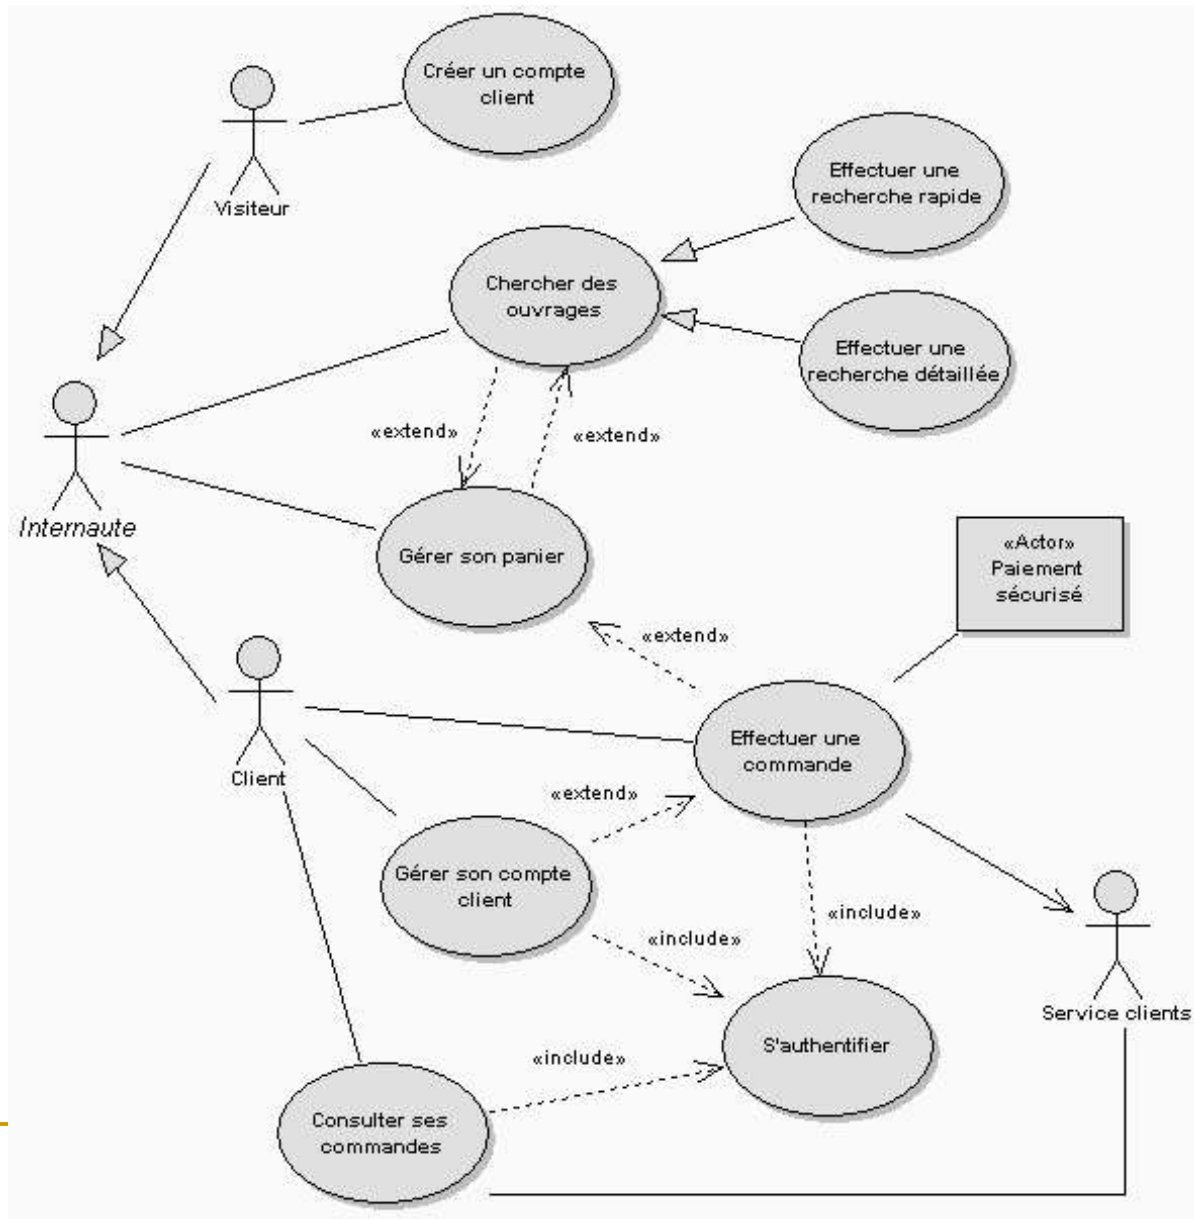 Créer un compte
client
Visiteur
Effectuer une
recherche rapide
Chercher des
ouvrages
Effectuer une
recherche détaillée
«extend»
«extend»
Internaute
Gérer son panier
«Actor»
Paiement
sécurisé
«extend»
Client
Effectuer une
commande
«extend»
Gérer son compte
client
«include»
«include»
Service clients
S'authentifier
«include»
Consulter ses
commandes